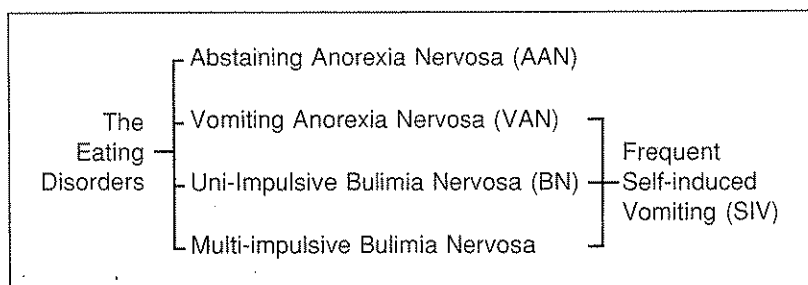 Abstaining Anorexia Nervosa (AAN)
The
Eating
Disorders
Vomiting Anorexia Nervosa (VAN)
Uni-Impulsive Bulimia Nervosa (BN)
Multi-impulsive Bulimia Nervosa
Frequent
Self-induced
Vomiting (SIV)